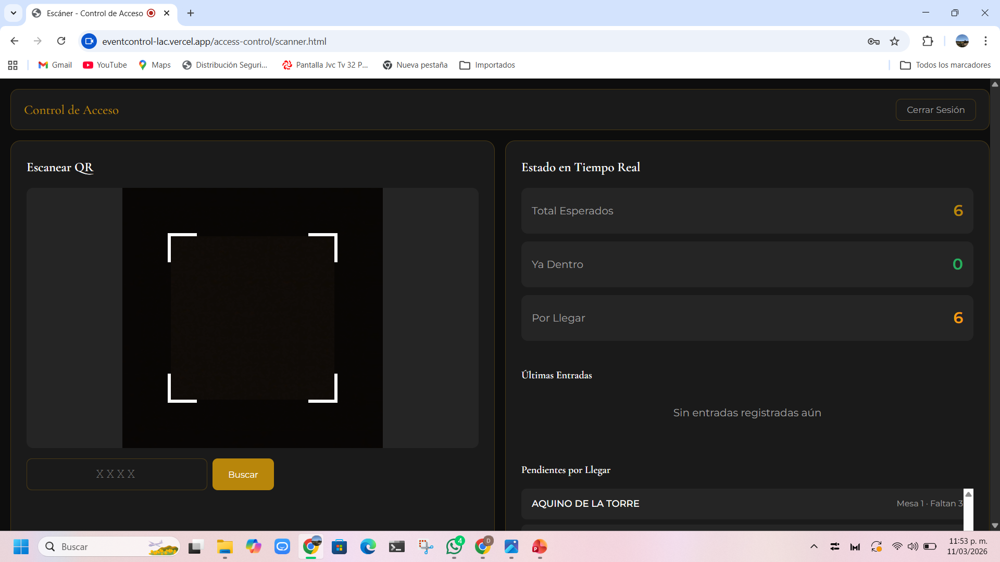 Escáner - Control de Acceso
eventcontrol-lac.vercel.app/access-control/scanner.html
Gmail
YouTube
Maps
Distribución Seguri...
Pantalla Jvc Tv 32 P...
Nueva pestaña
Importados
Todos los marcadores
Control de Acceso
Cerrar Sesión
Escanear QR
XXXX
Buscar
Estado en Tiempo Real
Total Esperados 6
Ya Dentro 0
Por Llegar 6
Últimas Entradas
Sin entradas registradas aún
Pendientes por Llegar
AQUINO DE LA TORRE Mesa 1 · Faltan 3
Buscar
4
D
P
11:53 p. m.
11/03/2026